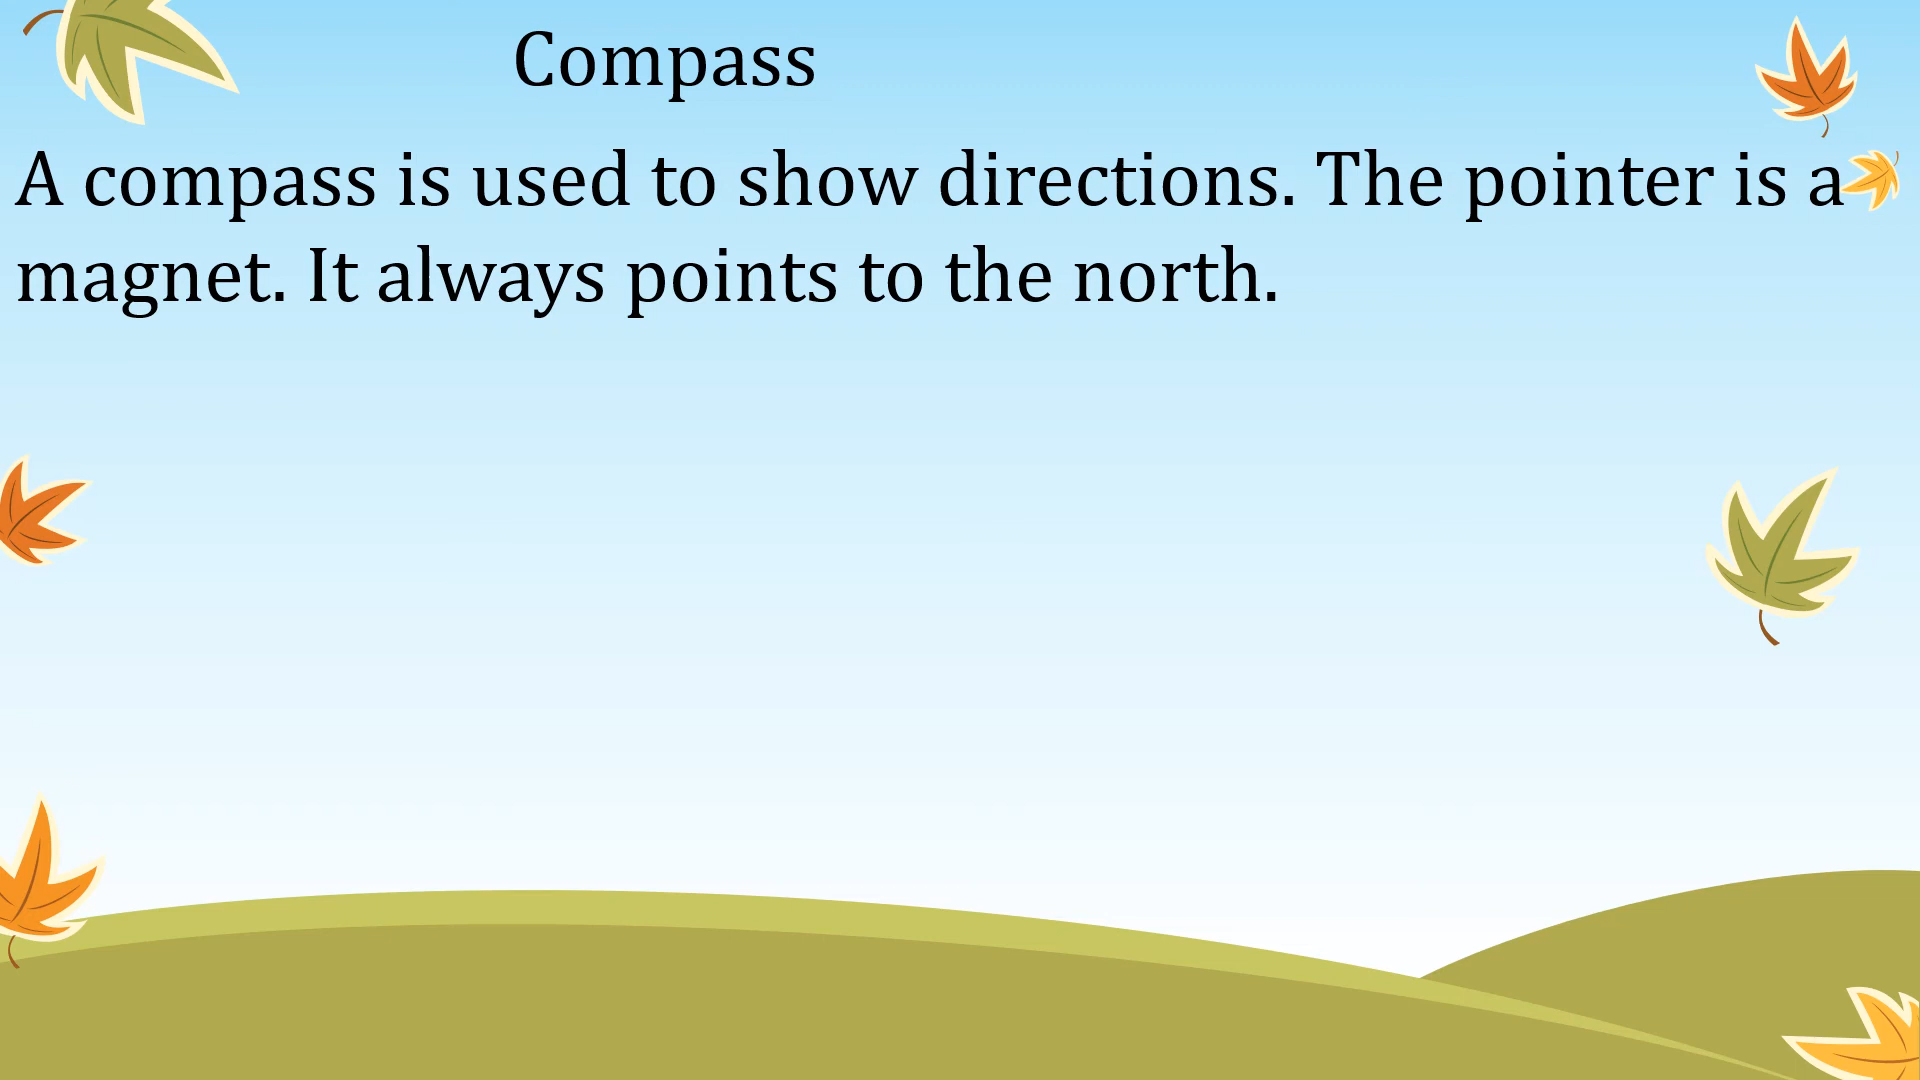 Compass
A compass is used to show directions. The pointer is a
magnet. It always points to the north.